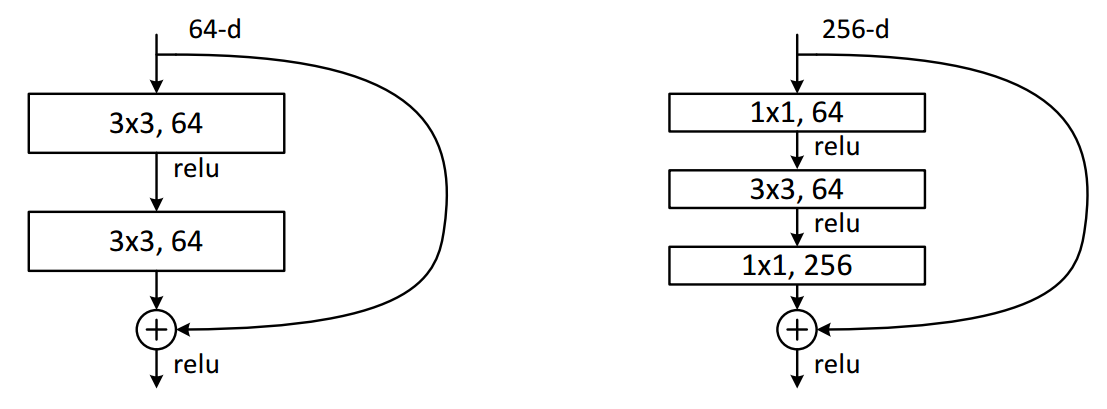 64-d
3x3, 64
relu
3x3, 64
+
relu
256-d
1x1, 64
relu
3x3, 64
relu
1x1, 256
+
relu